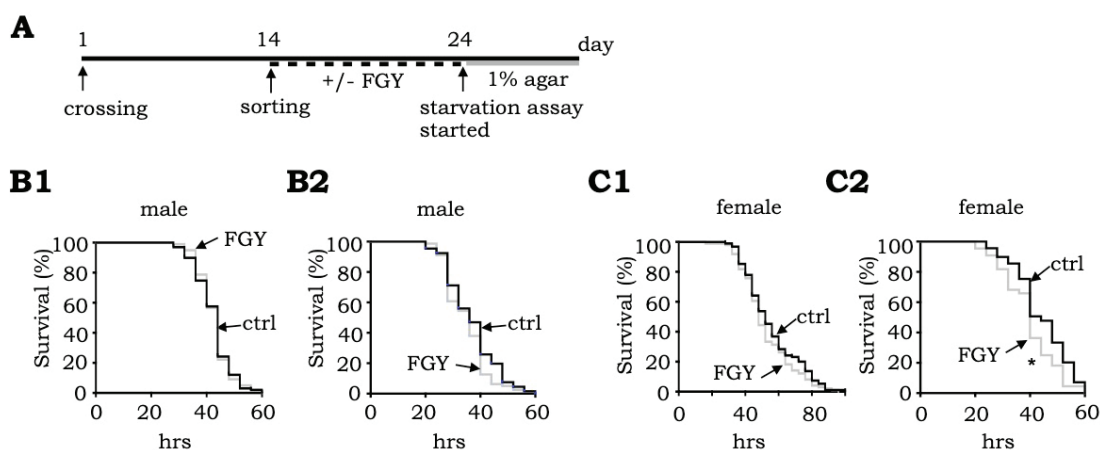 A
1 14 24 day
+/- FGY 1% agar
crossing sorting starvation assay
started
B1 B2 C1 C2
male male female female
Survival (%)
100
80
60
40
20
0
FGY
ctrl
0 20 40 60
hrs
Survival (%)
100
80
60
40
20
0
ctrl
FGY
0 20 40 60
hrs
Survival (%)
100
80
60
40
20
0
ctrl
FGY
0 40 80
hrs
Survival (%)
100
80
60
40
20
0
ctrl
FGY
*
0 20 40 60
hrs